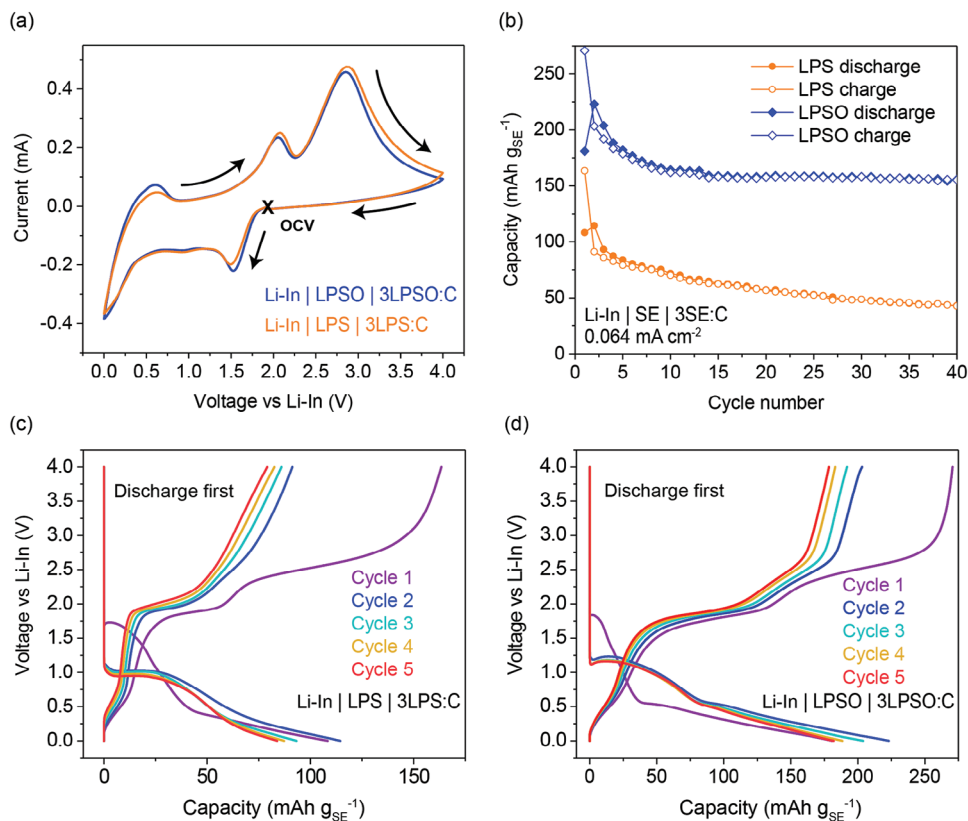 (a)
0.4
0.2
0.0
-0.2
-0.4
Current (mA)
X
OCV
Li-In | LPSO | 3LPSO:C
Li-In | LPS | 3LPS:C
0.0 0.5 1.0 1.5 2.0 2.5 3.0 3.5 4.0
Voltage vs Li-In (V)
(b)
250
200
150
100
50
0
Capacity (mAh g_SE⁻¹)
LPS discharge
LPS charge
LPSO discharge
LPSO charge
Li-In | SE | 3SE:C
0.064 mA cm⁻²
0 5 10 15 20 25 30 35 40
Cycle number
(c)
4.0
3.5
3.0
2.5
2.0
1.5
1.0
0.5
0.0
Voltage vs Li-In (V)
Discharge first
Cycle 1
Cycle 2
Cycle 3
Cycle 4
Cycle 5
Li-In | LPS | 3LPS:C
0 50 100 150
Capacity (mAh g_SE⁻¹)
(d)
4.0
3.5
3.0
2.5
2.0
1.5
1.0
0.5
0.0
Voltage vs Li-In (V)
Discharge first
Cycle 1
Cycle 2
Cycle 3
Cycle 4
Cycle 5
Li-In | LPSO | 3LPSO:C
0 50 100 150 200 250
Capacity (mAh g_SE⁻¹)